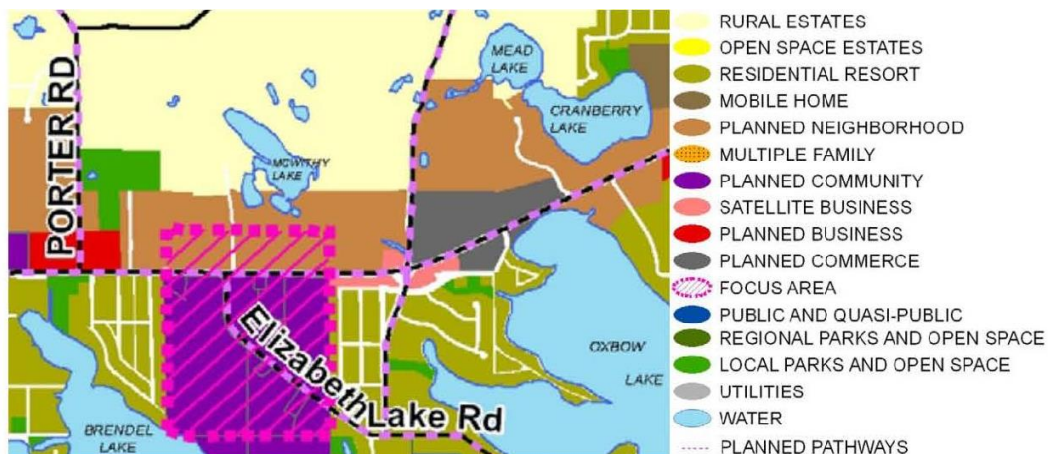 PORTER RD
MEAD
LAKE
CRANBERRY
LAKE
MCWITHY
LAKE
Elizabeth Lake Rd
OXBOW
LAKE
BRENDEL
LAKE
RURAL ESTATES
OPEN SPACE ESTATES
RESIDENTIAL RESORT
MOBILE HOME
PLANNED NEIGHBORHOOD
MULTIPLE FAMILY
PLANNED COMMUNITY
SATELLITE BUSINESS
PLANNED BUSINESS
PLANNED COMMERCE
FOCUS AREA
PUBLIC AND QUASI-PUBLIC
REGIONAL PARKS AND OPEN SPACE
LOCAL PARKS AND OPEN SPACE
UTILITIES
WATER
PLANNED PATHWAYS